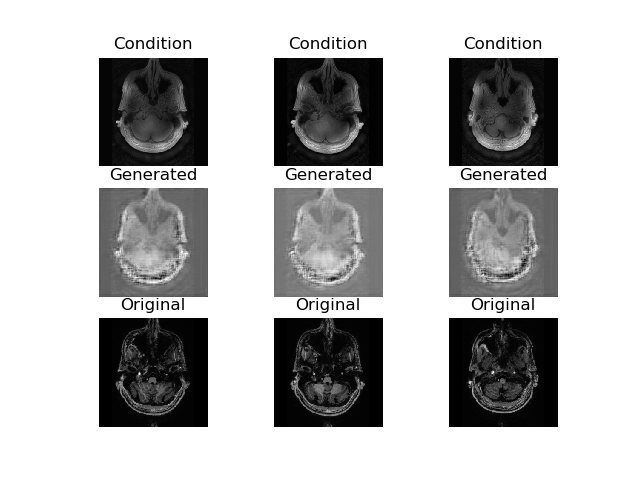 Condition Condition Condition
Generated Generated Generated
Original Original Original